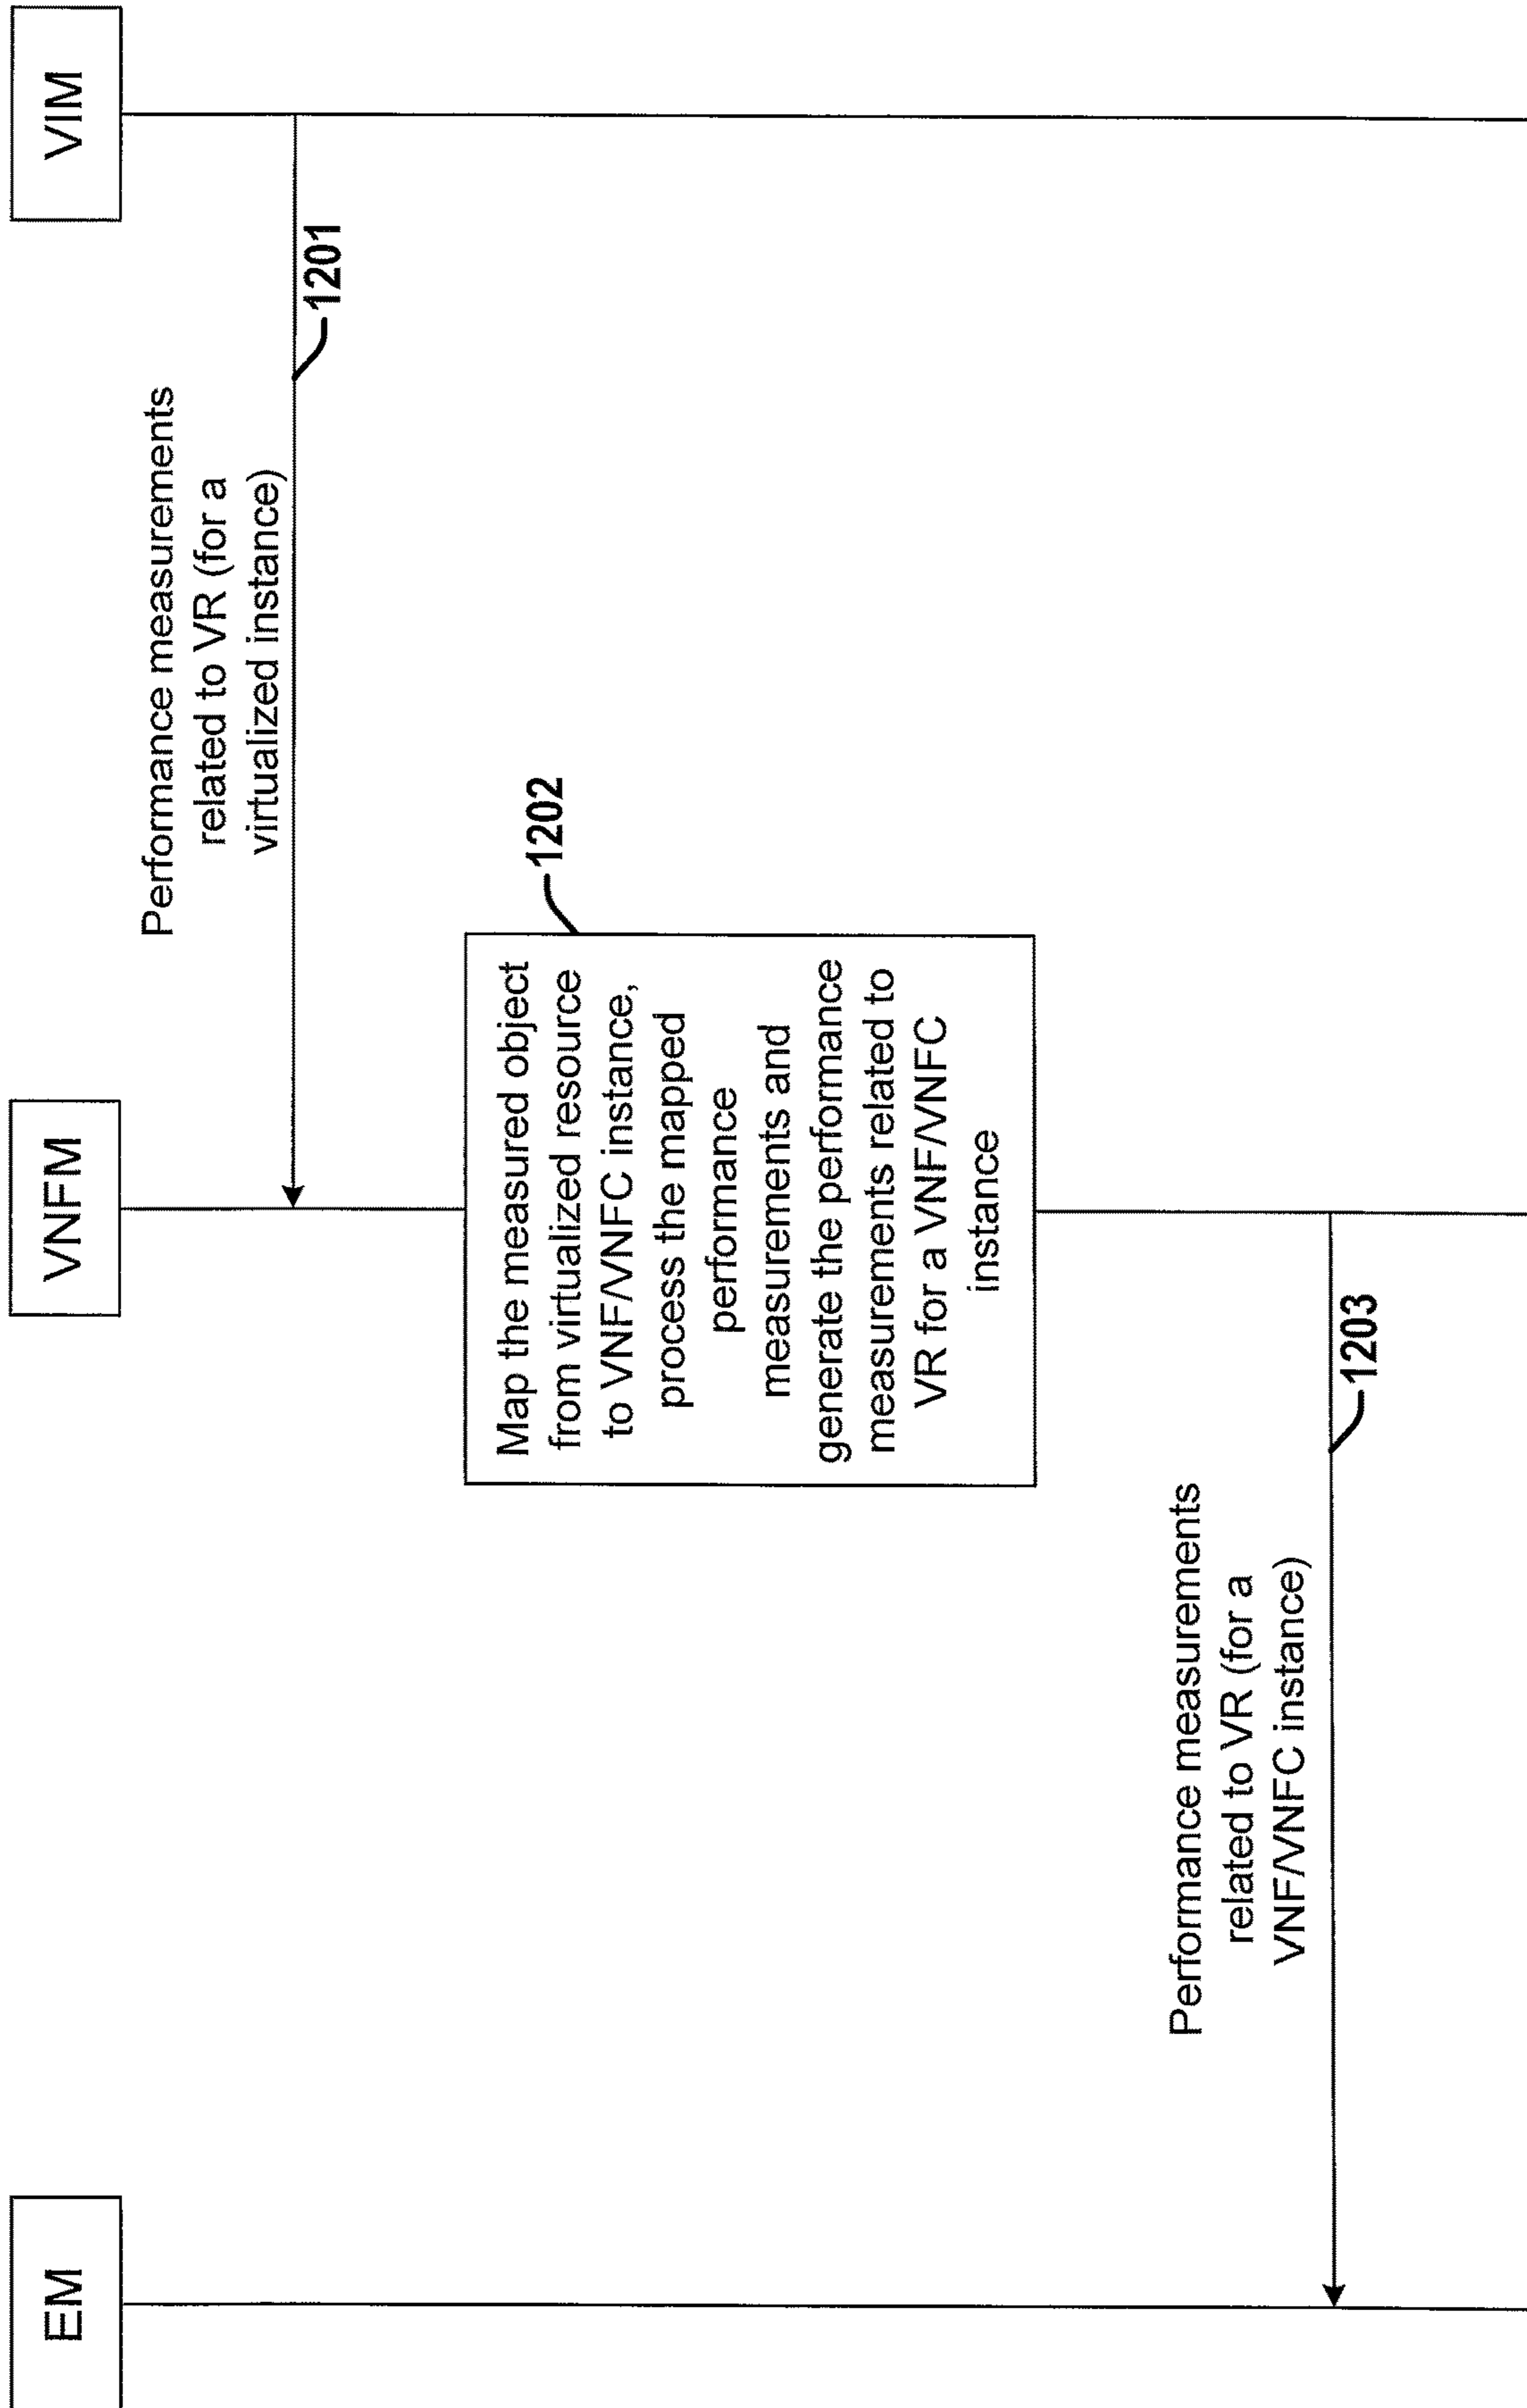 EM
VNFM
VIM
Performance measurements
related to VR (for a
virtualized instance)
1201
Map the measured object
from virtualized resource
to VNF/VNFC instance,
process the mapped
performance
measurements and
generate the performance
measurements related to
VR for a VNF/VNFC
instance
1202
Performance measurements
related to VR (for a
VNF/VNFC instance)
1203